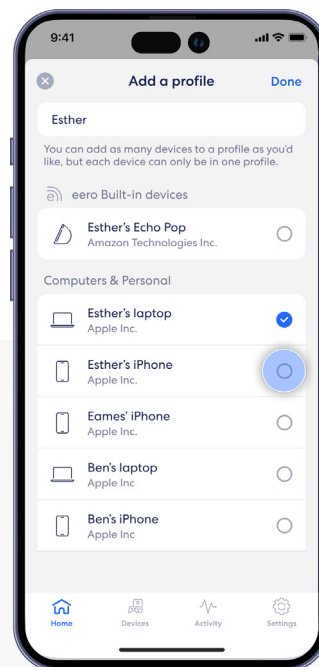 9:41
Add a profile
Done
Esther
You can add as many devices to a profile as you'd
like, but each device can only be in one profile.
eero Built-in devices
Esther's Echo Pop
Amazon Technologies Inc.
Computers & Personal
Esther's laptop
Apple Inc.
Esther's iPhone
Apple Inc.
Eames' iPhone
Apple Inc.
Ben's laptop
Apple Inc
Ben's iPhone
Apple Inc
Home
Devices
Activity
Settings